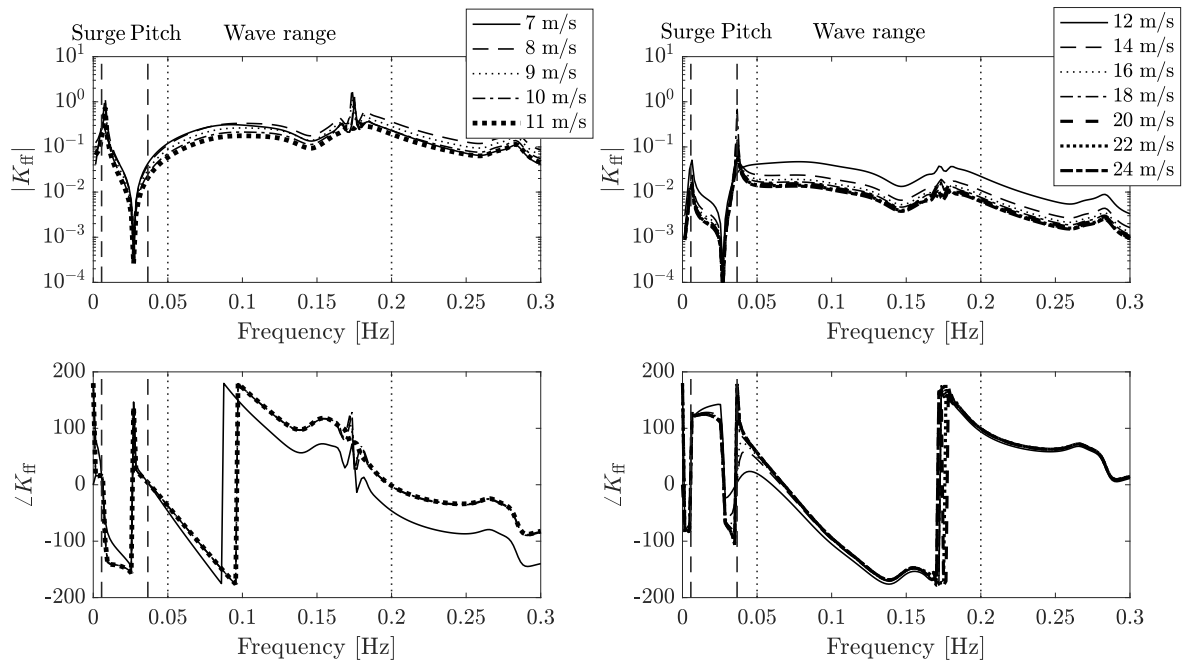 Surge Pitch Wave range
7 m/s
8 m/s
9 m/s
10 m/s
11 m/s
|K_ff|
10^1
10^0
10^-1
10^-2
10^-3
10^-4
0 0.05 0.1 0.15 0.2 0.25 0.3
Frequency [Hz]
Surge Pitch Wave range
12 m/s
14 m/s
16 m/s
18 m/s
20 m/s
22 m/s
24 m/s
|K_ff|
10^1
10^0
10^-1
10^-2
10^-3
10^-4
0 0.05 0.1 0.15 0.2 0.25 0.3
Frequency [Hz]
∠K_ff
200
100
0
-100
-200
0 0.05 0.1 0.15 0.2 0.25 0.3
Frequency [Hz]
∠K_ff
200
100
0
-100
-200
0 0.05 0.1 0.15 0.2 0.25 0.3
Frequency [Hz]